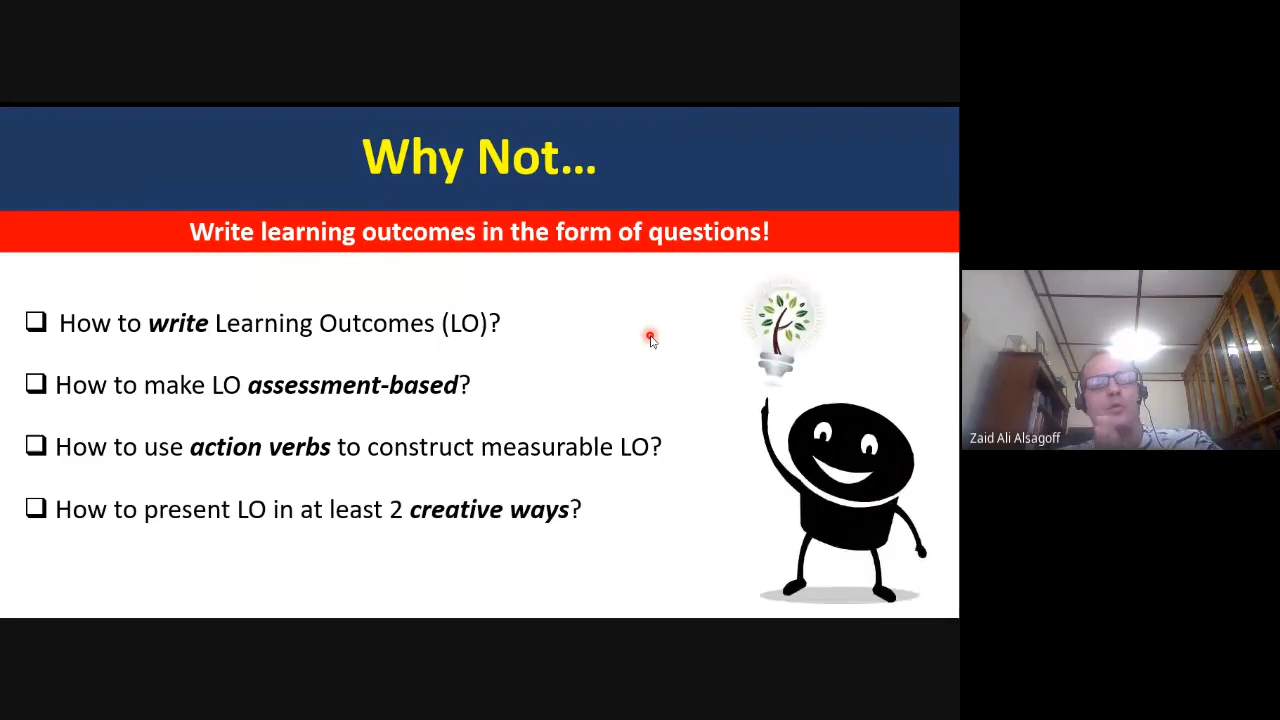 Why Not...
Write learning outcomes in the form of questions!
How to write Learning Outcomes (LO)?
How to make LO assessment-based?
How to use action verbs to construct measurable LO?
How to present LO in at least 2 creative ways?
Zaid Ali Alsagoff